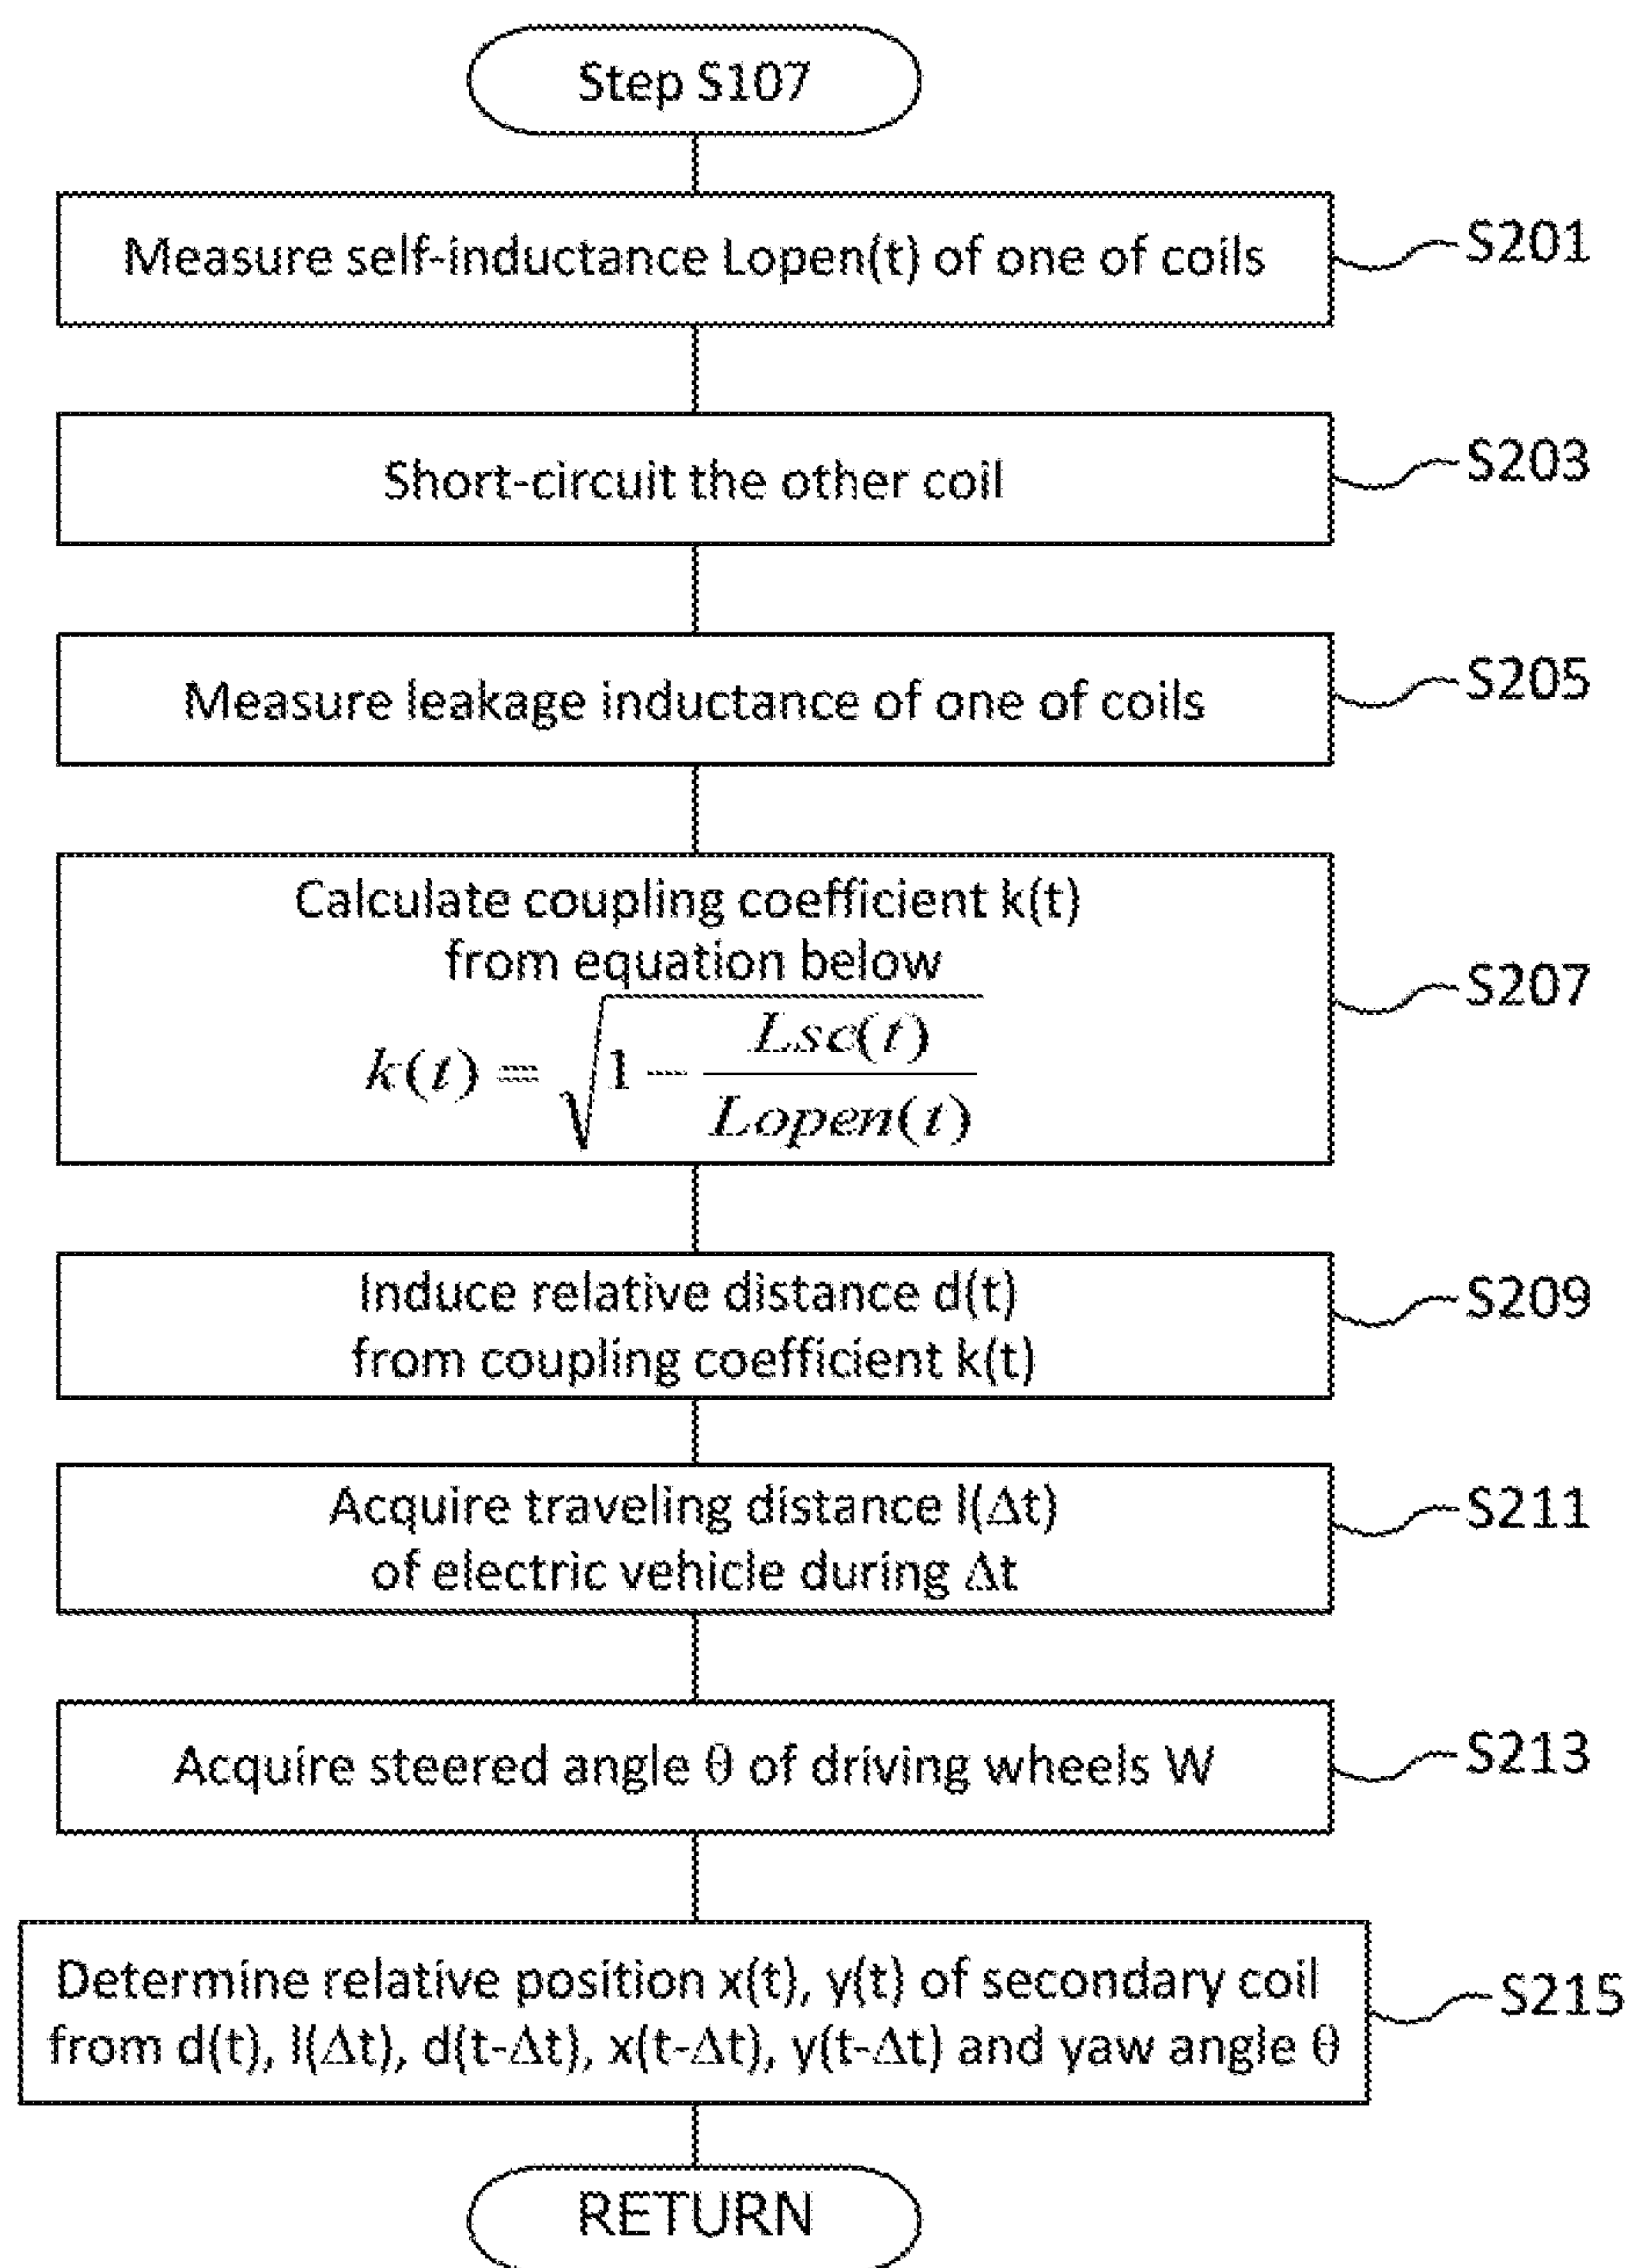 Step S107
Measure self-inductance Lopen(t) of one of coils
S201
Short-circuit the other coil
S203
Measure leakage inductance of one of coils
S205
Calculate coupling coefficient k(t)
from equation below
k(t) = √1 − Lsc(t) / Lopen(t)
S207
Induce relative distance d(t)
from coupling coefficient k(t)
S209
Acquire traveling distance l(Δt)
of electric vehicle during Δt
S211
Acquire steered angle θ of driving wheels W
S213
Determine relative position x(t), y(t) of secondary coil
from d(t), l(Δt), d(t-Δt), x(t-Δt), y(t-Δt) and yaw angle θ
S215
RETURN